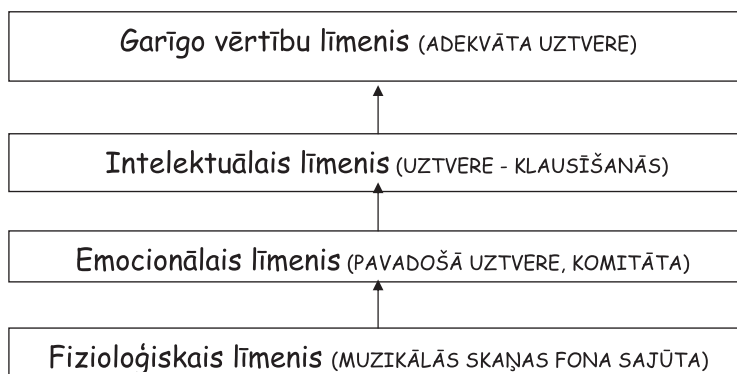 Garīgo vērtību līmenis (ADEKVĀTA UZTVERE)
Intelektuālais līmenis (UZTVERE - KLAUSĪŠANĀS)
Emocionālais līmenis (PAVADOŠĀ UZTVERE, KOMITĀTA)
Fizioloģiskais līmenis (MUZIKĀLĀS SKAŅAS FONA SAJŪTA)